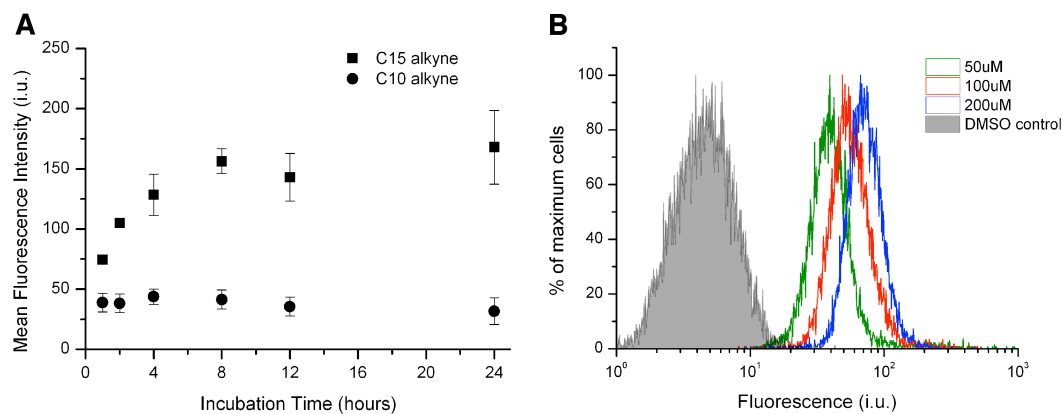 A
Mean Fluorescence Intensity (i.u.)
250
200
150
100
50
0
0 4 8 12 16 20 24
Incubation Time (hours)
C15 alkyne
C10 alkyne
B
% of maximum cells
100
80
60
40
20
0
10⁰ 10¹ 10² 10³
Fluorescence (i.u.)
50uM
100uM
200uM
DMSO control